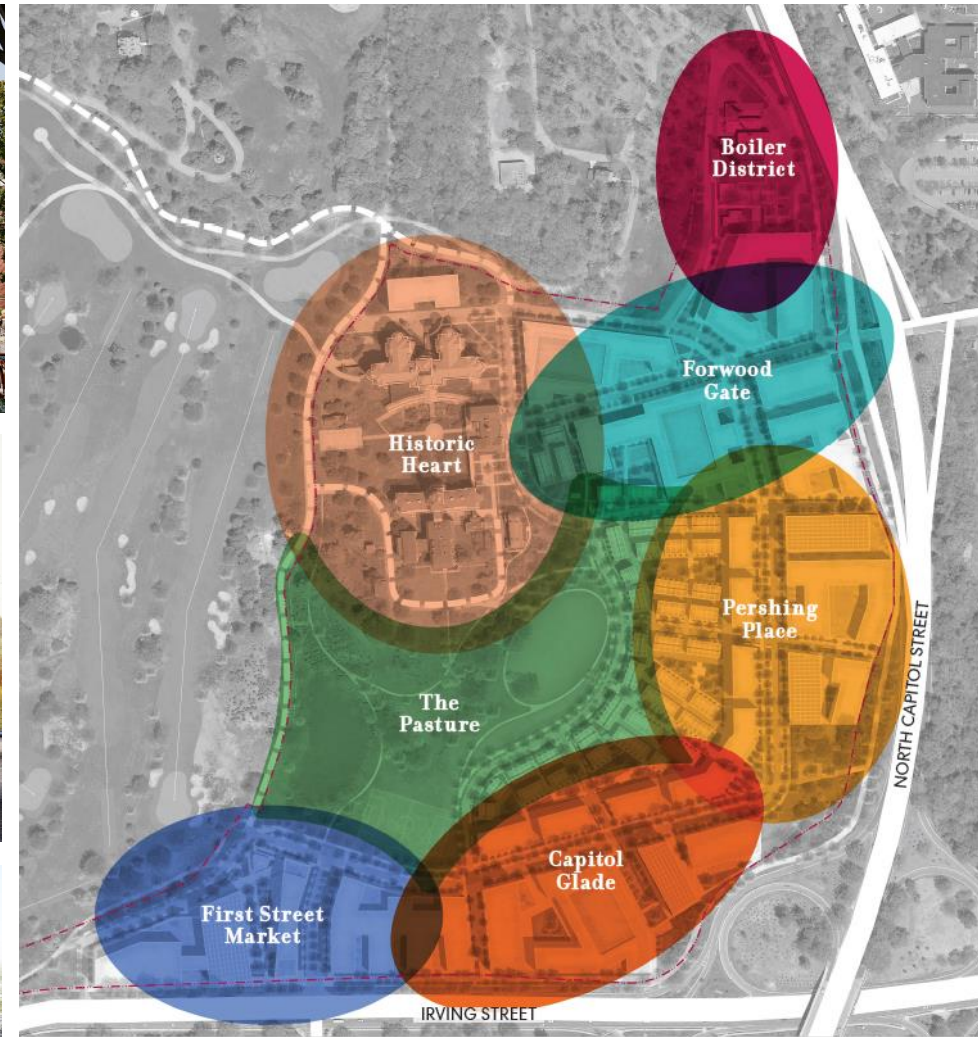 Boiler
District
Forwood
Gate
Historic
Heart
Pershing
Place
The
Pasture
Capitol
Glade
First Street
Market
NORTH CAPITOL STREET
IRVING STREET